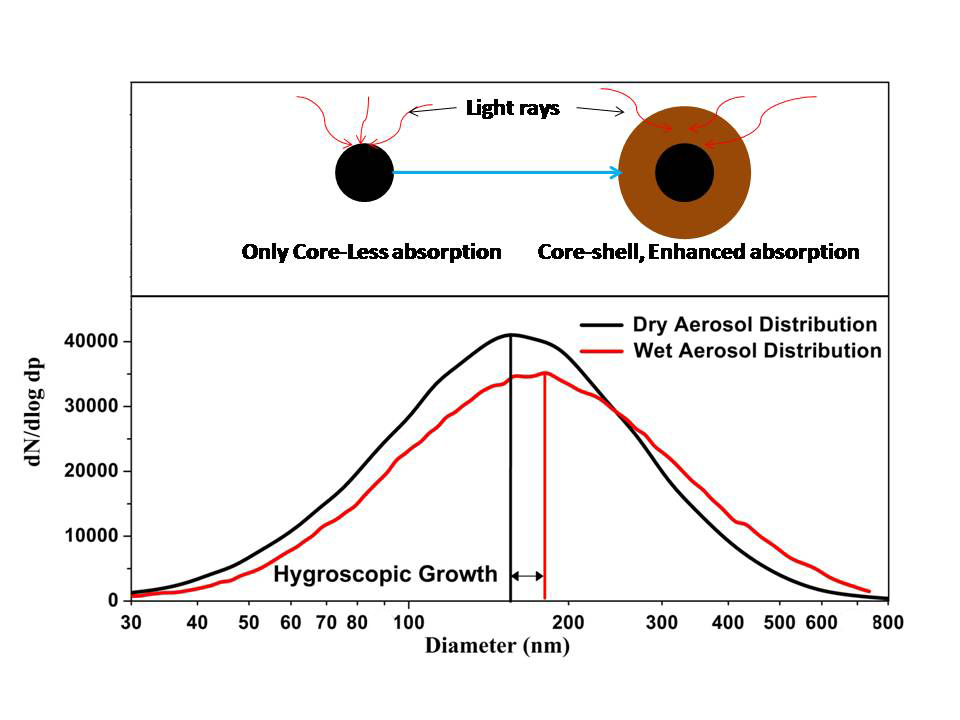 Light rays
Only Core-Less absorption
Core-shell, Enhanced absorption
Dry Aerosol Distribution
Wet Aerosol Distribution
40000
30000
20000
10000
0
dN/dlog dp
Hygroscopic Growth
30 40 50 60 70 80 100 200 300 400 500 600 800
Diameter (nm)